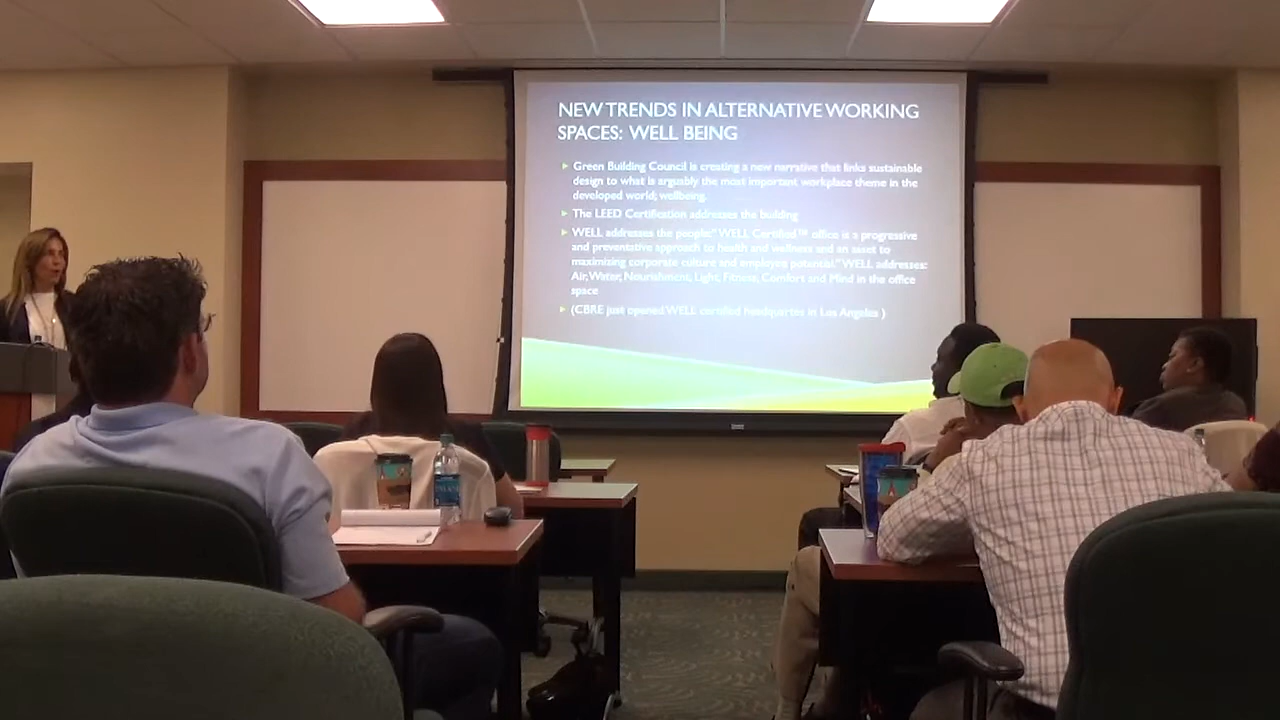 NEW TRENDS IN ALTERNATIVE WORKING
SPACES: WELL BEING
Green Building Council is creating a new narrative that links sustainable
design to what is arguably the most important workplace theme in the
developed world; wellbeing.
The LEED Certification addresses the building
WELL addresses the people:" WELL Certified™ office is a progressive
and preventative approach to health and wellness and an asset to
maximizing corporate culture and employee potential." WELL addresses:
Air, Water, Nourishment, Light, Fitness, Comfort and Mind in the office
space
(CBRE just opened WELL certified headquarters in Los Angeles )